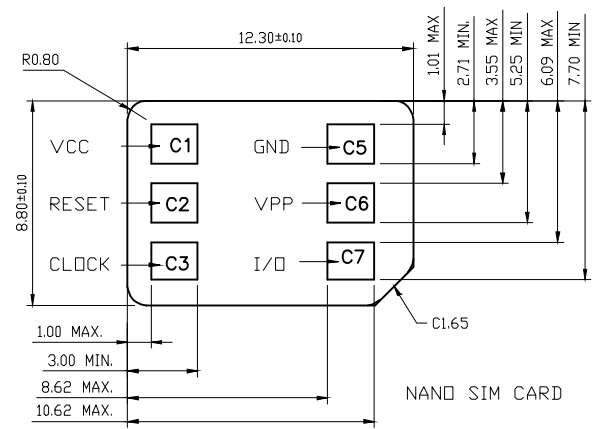 12.30±0.10
1.01 MAX
2.71 MIN.
3.55 MAX
5.25 MIN
6.09 MAX
7.70 MIN
R0.80
8.80±0.10
VCC C1 GND C5
RESET C2 VPP C6
CLOCK C3 I/O C7
C1.65
1.00 MAX.
3.00 MIN.
8.62 MAX.
10.62 MAX.
NANO SIM CARD